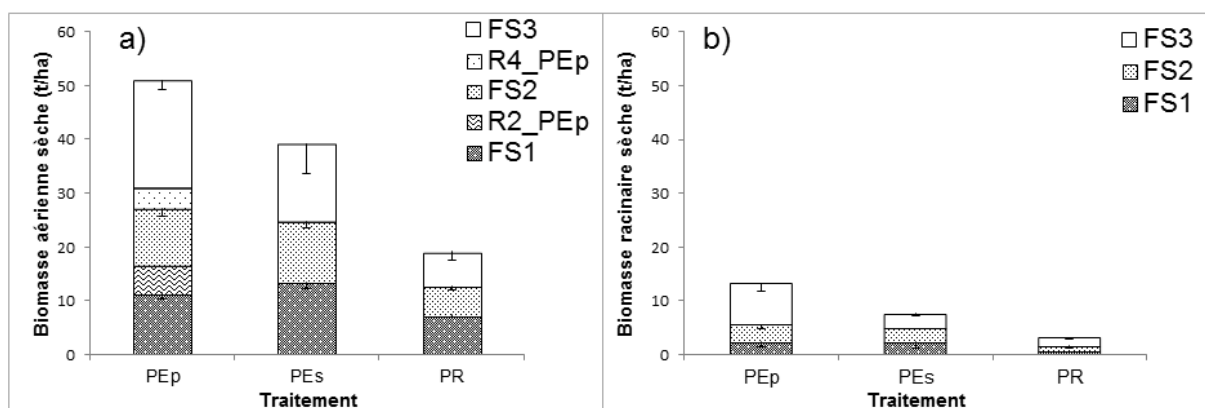 a)
Biomasse aérienne sèche (t/ha)
60
50
40
30
20
10
0
PEp PEs PR
Traitement
FS3
R4_PEp
FS2
R2_PEp
FS1
b)
Biomasse racinaire sèche (t/ha)
60
50
40
30
20
10
0
PEp PEs PR
Traitement
FS3
FS2
FS1